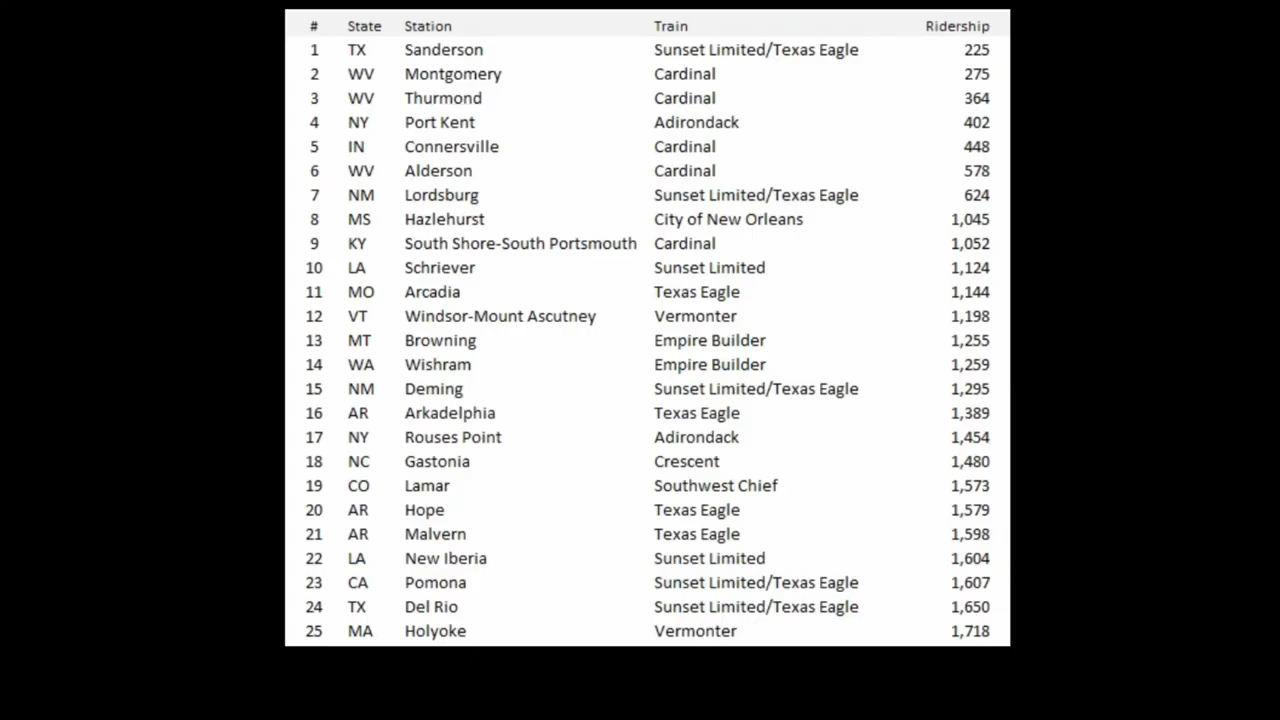 # State Station Train Ridership
1 TX Sanderson Sunset Limited/Texas Eagle 225
2 WV Montgomery Cardinal 275
3 WV Thurmond Cardinal 364
4 NY Port Kent Adirondack 402
5 IN Connersville Cardinal 448
6 WV Alderson Cardinal 578
7 NM Lordsburg Sunset Limited/Texas Eagle 624
8 MS Hazlehurst City of New Orleans 1,045
9 KY South Shore-South Portsmouth Cardinal 1,052
10 LA Schriever Sunset Limited 1,124
11 MO Arcadia Texas Eagle 1,144
12 VT Windsor-Mount Ascutney Vermonter 1,198
13 MT Browning Empire Builder 1,255
14 WA Wishram Empire Builder 1,259
15 NM Deming Sunset Limited/Texas Eagle 1,295
16 AR Arkadelphia Texas Eagle 1,389
17 NY Rouses Point Adirondack 1,454
18 NC Gastonia Crescent 1,480
19 CO Lamar Southwest Chief 1,573
20 AR Hope Texas Eagle 1,579
21 AR Malvern Texas Eagle 1,598
22 LA New Iberia Sunset Limited 1,604
23 CA Pomona Sunset Limited/Texas Eagle 1,607
24 TX Del Rio Sunset Limited/Texas Eagle 1,650
25 MA Holyoke Vermonter 1,718